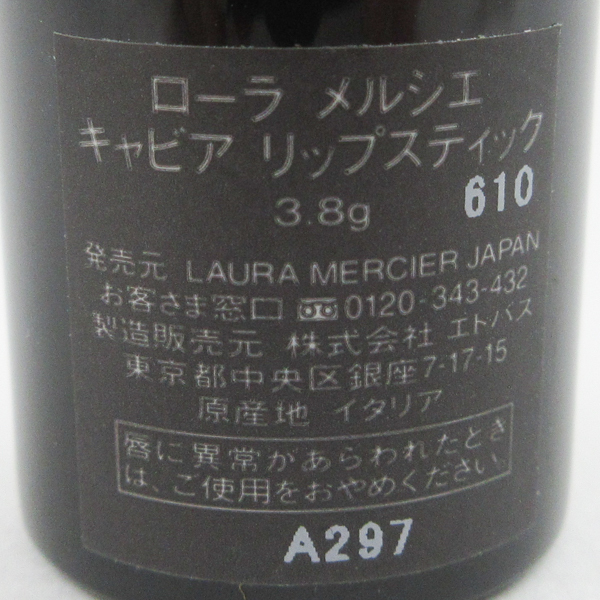 ローラ メルシエ
キャビア リップスティック
3.8g 610
発売元 LAURA MERCIER JAPAN
お客さま窓口 0120-343-432
製造販売元 株式会社 エトバス
東京都中央区銀座7-17-15
原産地 イタリア
唇に異常があらわれたとき
は、ご使用をおやめください。
A297